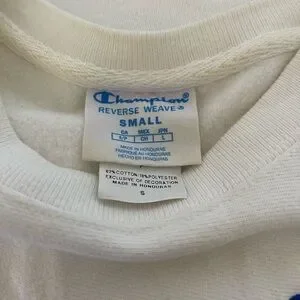 Champion®
REVERSE WEAVE®
SMALL
CA MEX JPN
S/P CH L
MADE IN HONDURAS
FABRIQUÉ AU HONDURAS
HECHO EN HONDURAS
82% COTTON 18% POLYESTER
EXCLUSIVE OF DECORATION
MADE IN HONDURAS
S